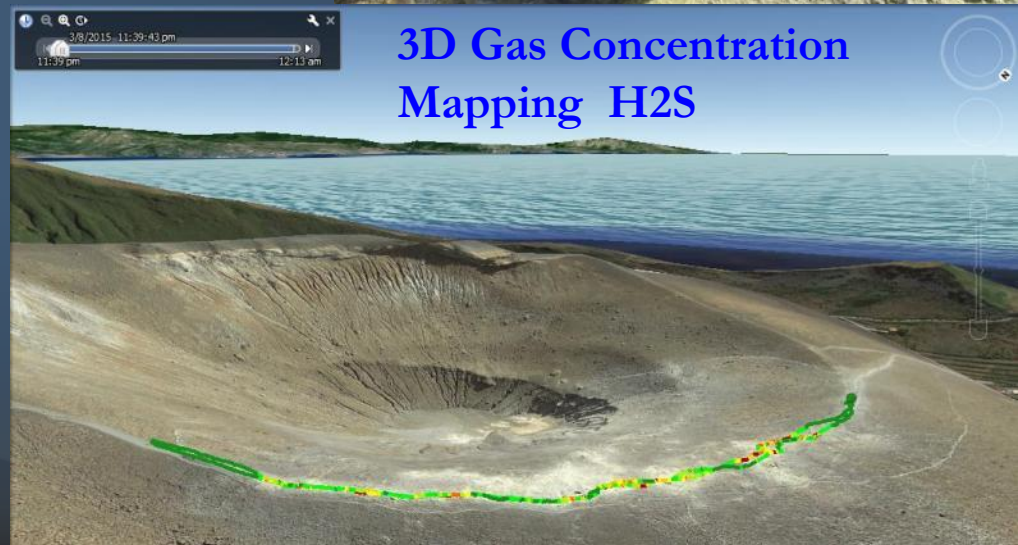 3/8/2015 11:39:43 pm
11:39 pm 12:13 am
3D Gas Concentration
Mapping H2S
N